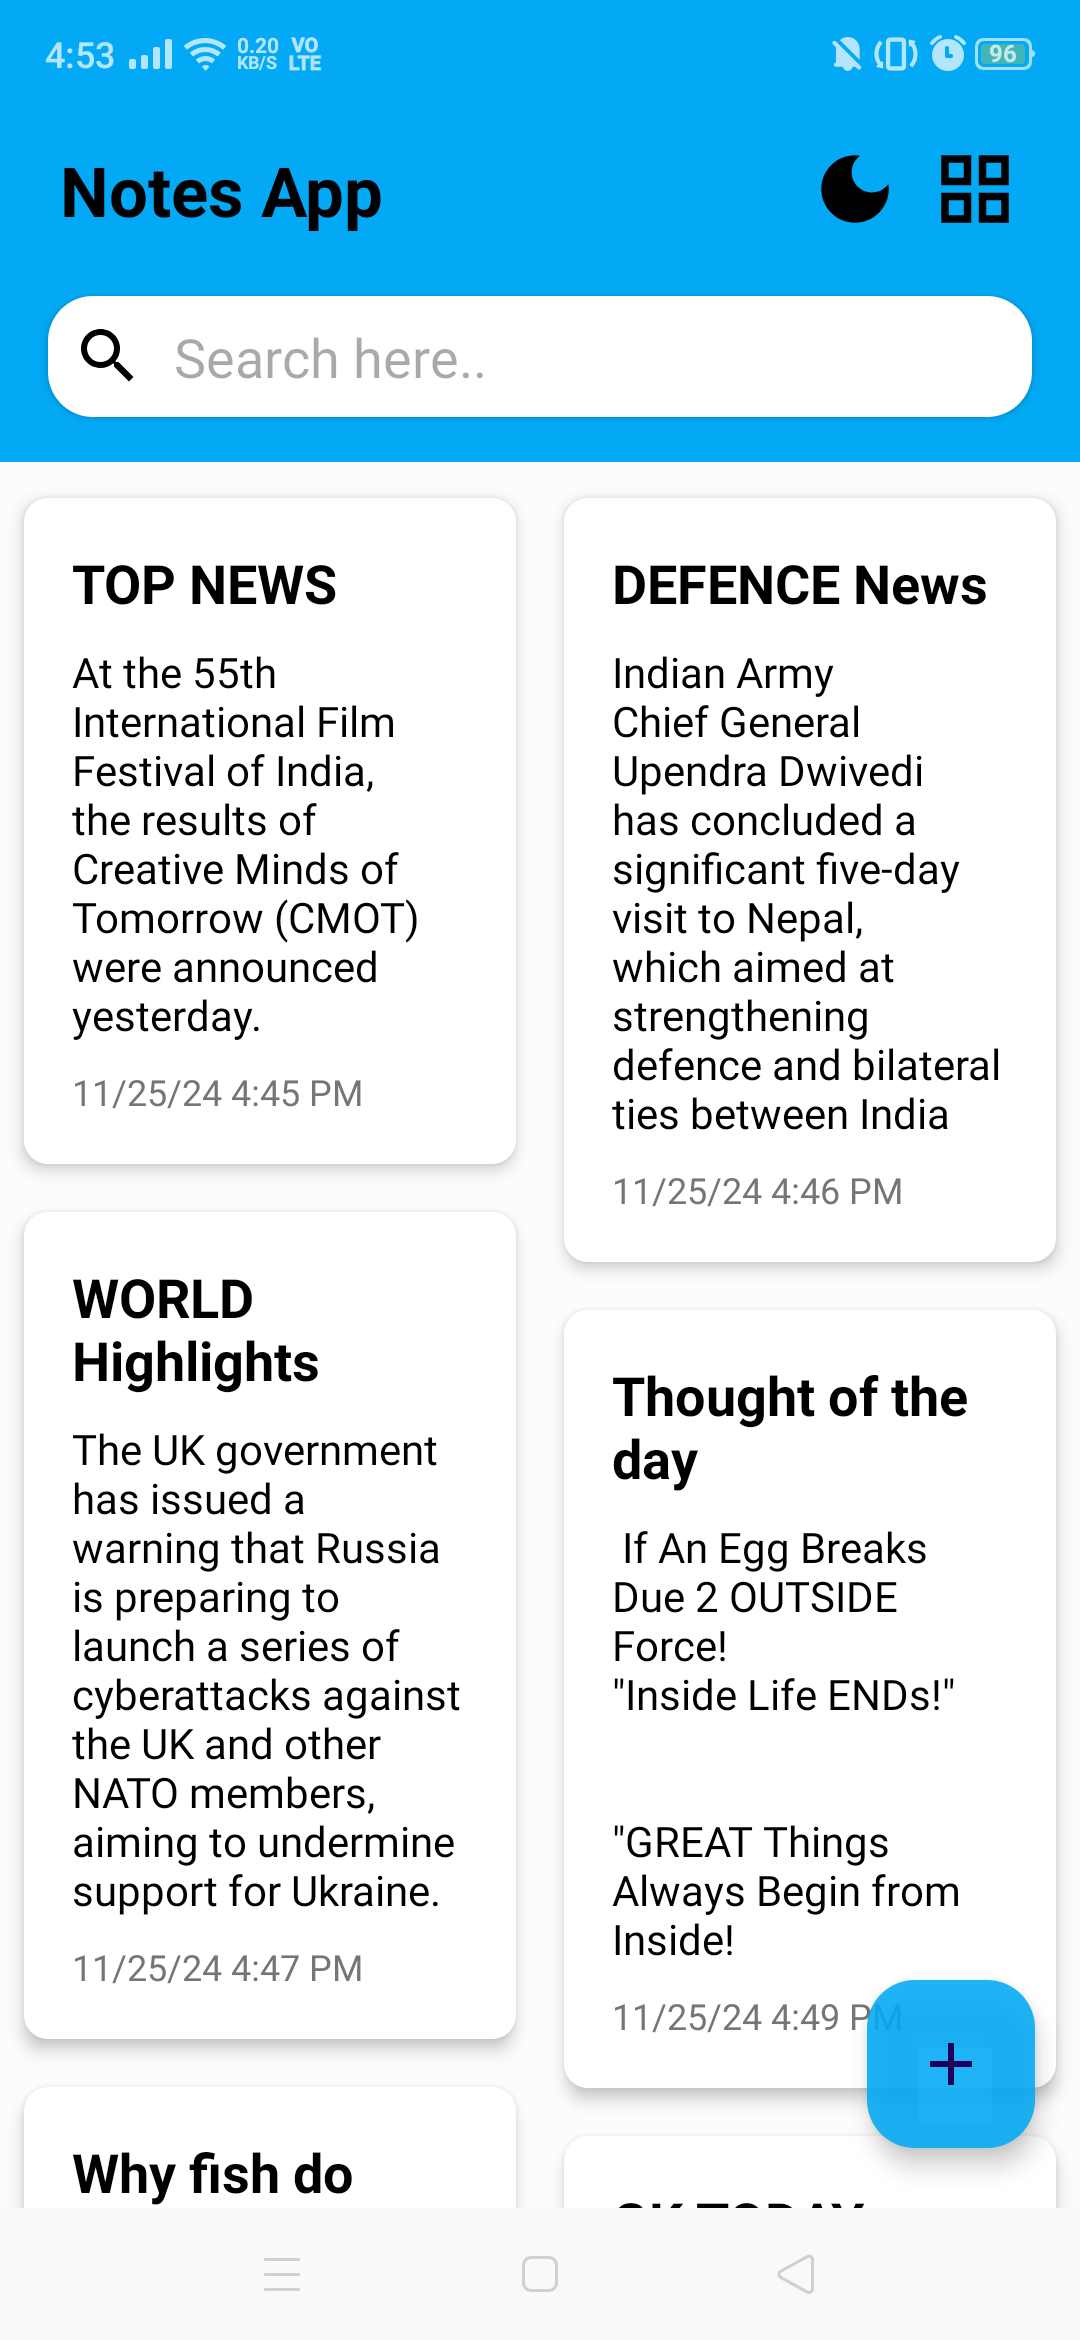 4:53
0.20
KB/S
VO
LTE
96
Notes App
Search here..
TOP NEWS
At the 55th
International Film
Festival of India,
the results of
Creative Minds of
Tomorrow (CMOT)
were announced
yesterday.
11/25/24 4:45 PM
DEFENCE News
Indian Army
Chief General
Upendra Dwivedi
has concluded a
significant five-day
visit to Nepal,
which aimed at
strengthening
defence and bilateral
ties between India
11/25/24 4:46 PM
WORLD
Highlights
The UK government
has issued a
warning that Russia
is preparing to
launch a series of
cyberattacks against
the UK and other
NATO members,
aiming to undermine
support for Ukraine.
11/25/24 4:47 PM
Thought of the
day
If An Egg Breaks
Due 2 OUTSIDE
Force!
"Inside Life ENDs!"
"GREAT Things
Always Begin from
Inside!
11/25/24 4:49 PM
Why fish do